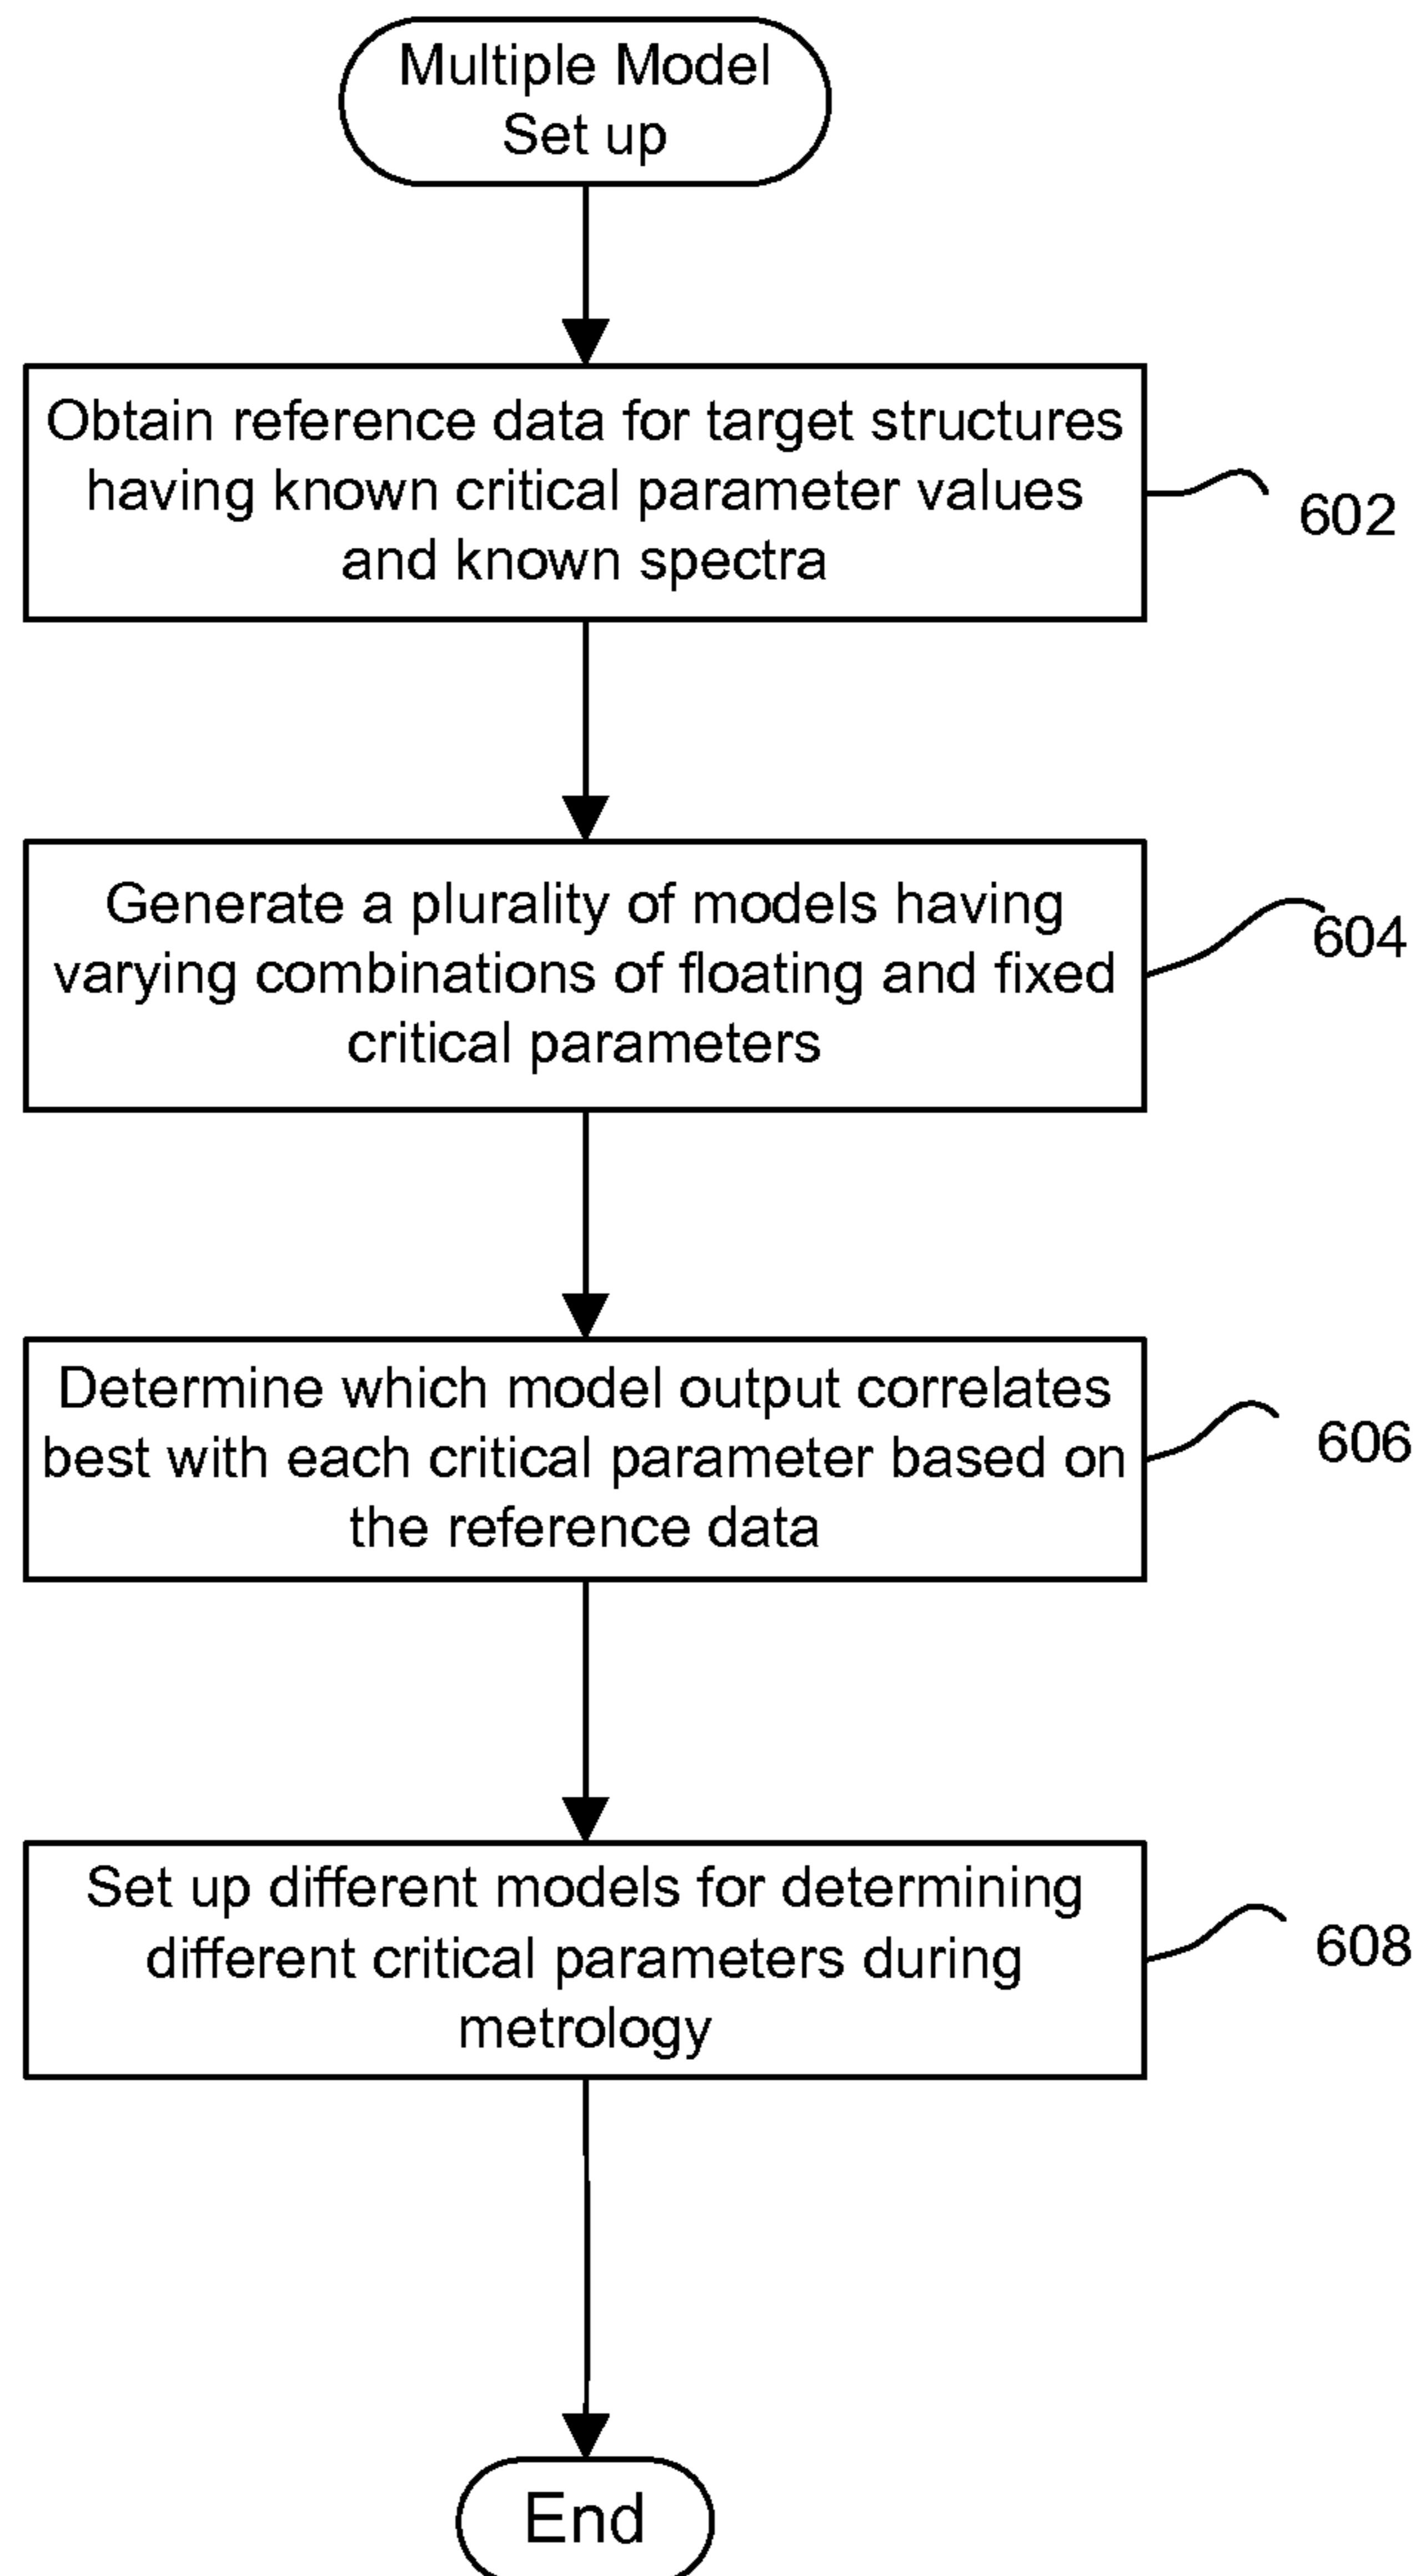 Multiple Model
Set up
Obtain reference data for target structures
having known critical parameter values
and known spectra
602
Generate a plurality of models having
varying combinations of floating and fixed
critical parameters
604
Determine which model output correlates
best with each critical parameter based on
the reference data
606
Set up different models for determining
different critical parameters during
metrology
608
End